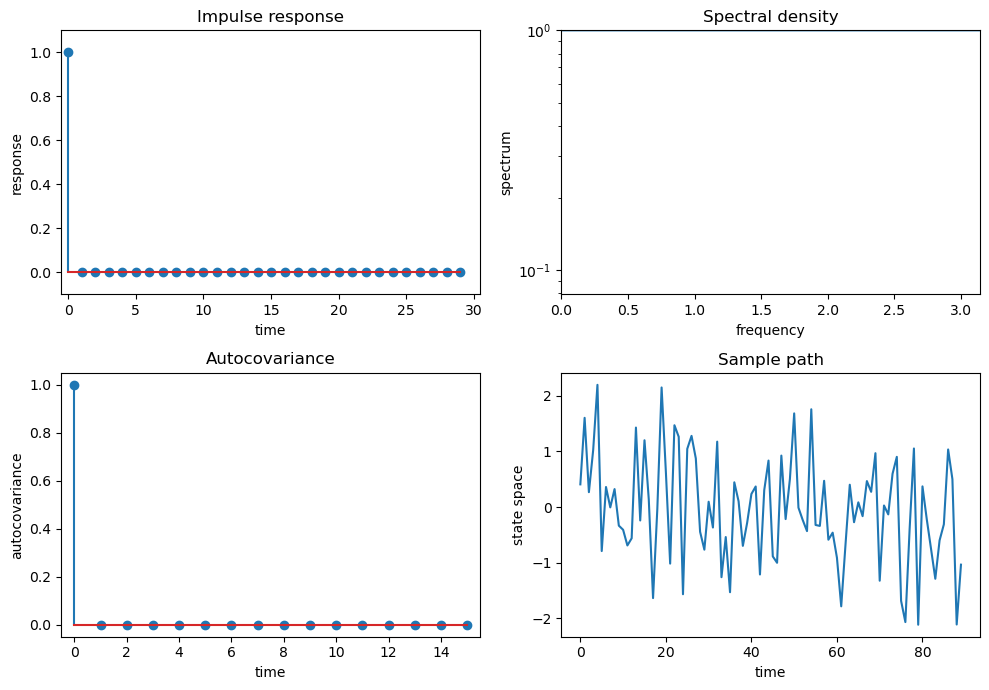 Impulse response
1.0
0.8
0.6
0.4
0.2
0.0
response
0 5 10 15 20 25 30
time
Spectral density
10⁰
10⁻¹
spectrum
0.0 0.5 1.0 1.5 2.0 2.5 3.0
frequency
Autocovariance
1.0
0.8
0.6
0.4
0.2
0.0
autocovariance
0 2 4 6 8 10 12 14
time
Sample path
2
1
0
−1
−2
state space
0 20 40 60 80
time